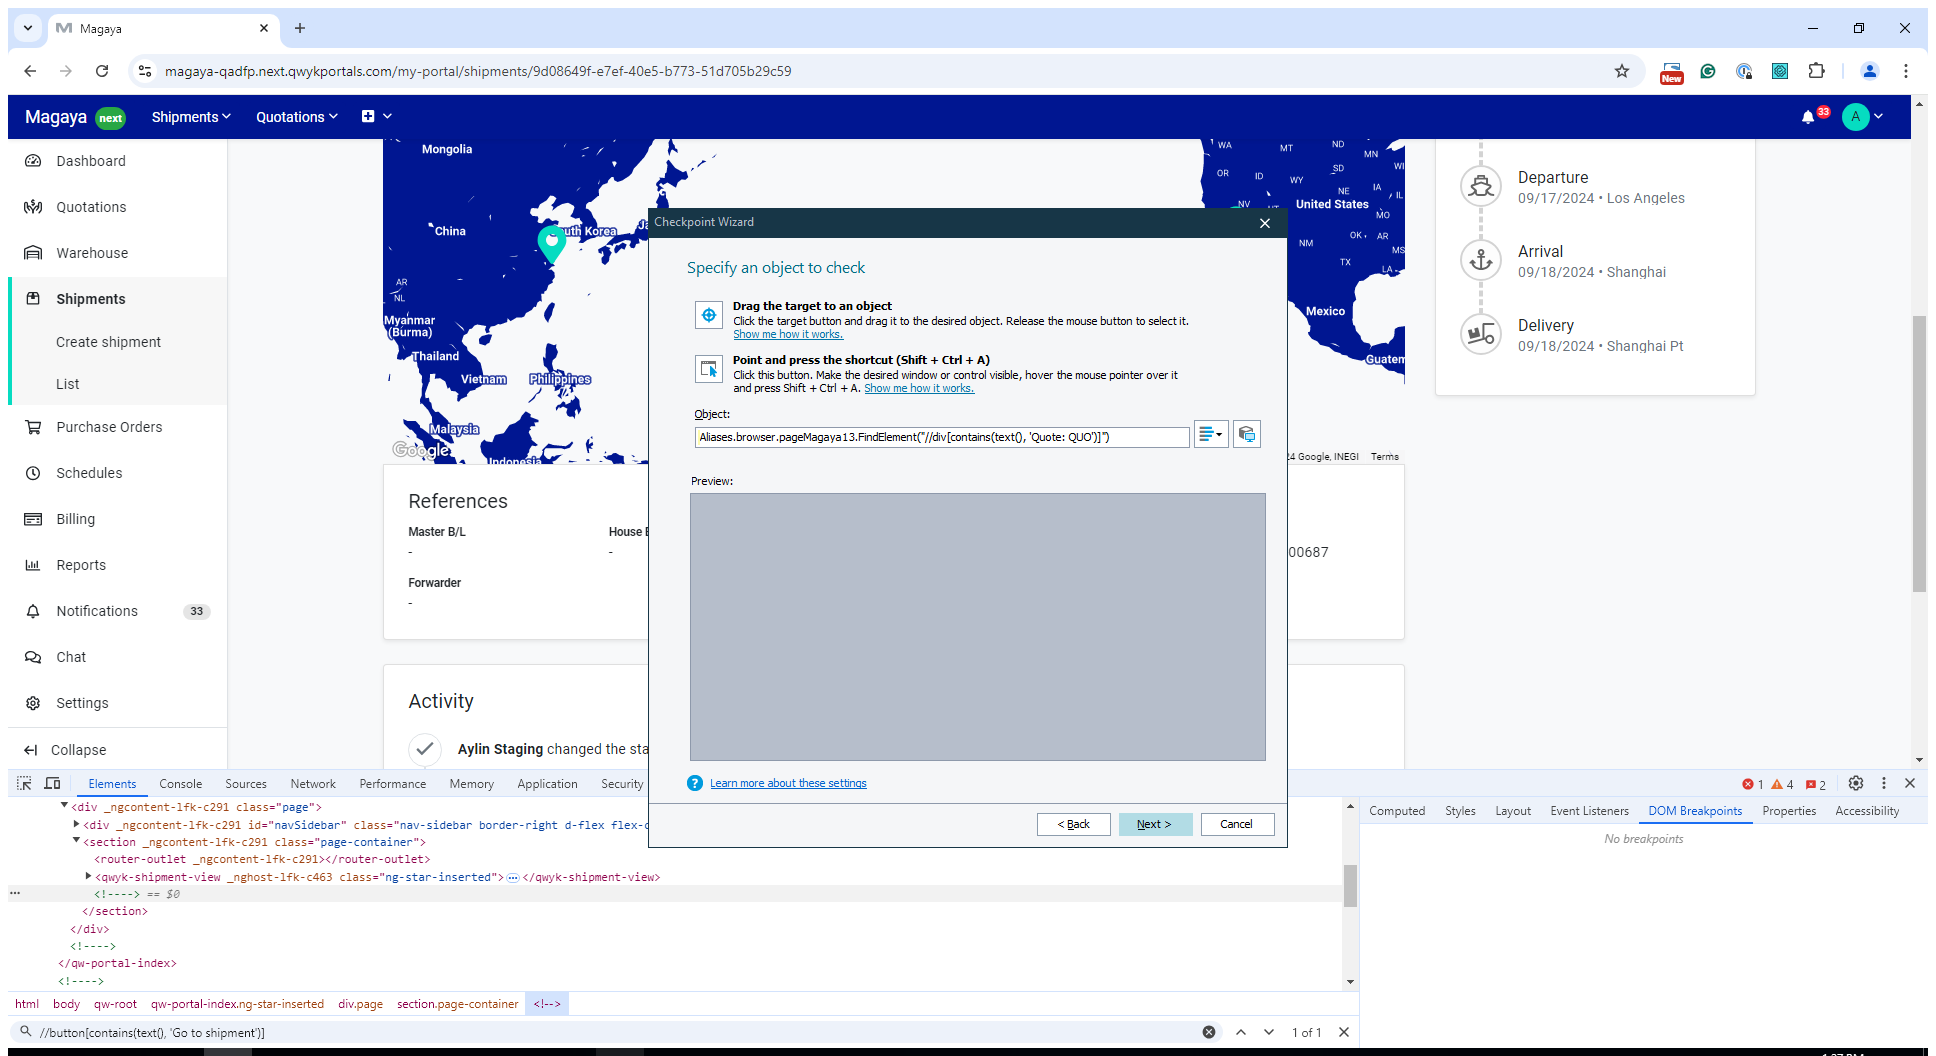 Magaya
magaya-qadfp.next.qwykportals.com/my-portal/shipments/9d08649f-e7ef-40e5-b773-51d705b29c59
New
Magaya next Shipments Quotations 33 A
Dashboard
Quotations
Warehouse
Shipments
Create shipment
List
Purchase Orders
Schedules
Billing
Reports
Notifications 33
Chat
Settings
Collapse
Mongolia
China
South Korea
AR
NL
Myanmar
(Burma)
Thailand
Vietnam
Philippines
Malaysia
Google
Indonesia
WA
MT
ND
MN
WI
OR
ID
SD
WY
NE
IA
IL
NV
UT
United States
MO
NM
OK
AR
MS
TX
LA
Mexico
Guatem
Google, INEGI Terms
Departure
09/17/2024 • Los Angeles
Arrival
09/18/2024 • Shanghai
Delivery
09/18/2024 • Shanghai Pt
References
Master B/L
-
House B
-
00687
Forwarder
-
Activity
Aylin Staging changed the sta
Checkpoint Wizard
Specify an object to check
Drag the target to an object
Click the target button and drag it to the desired object. Release the mouse button to select it.
Show me how it works.
Point and press the shortcut (Shift + Ctrl + A)
Click this button. Make the desired window or control visible, hover the mouse pointer over it
and press Shift + Ctrl + A. Show me how it works.
Object:
Aliases.browser.pageMagaya13.FindElement("//div[contains(text(), 'Quote: QUO')]")
Preview:
Learn more about these settings
< Back Next > Cancel
Elements Console Sources Network Performance Memory Application Security 1 4 2
<div _ngcontent-lfk-c291 class="page">
<div _ngcontent-lfk-c291 id="navSidebar" class="nav-sidebar border-right d-flex flex-c
<section _ngcontent-lfk-c291 class="page-container">
<router-outlet _ngcontent-lfk-c291></router-outlet>
<qwyk-shipment-view _nghost-lfk-c463 class="ng-star-inserted"> … </qwyk-shipment-view>
... <!----> == $0
</section>
</div>
<!---->
</qw-portal-index>
<!---->
html body qw-root qw-portal-index.ng-star-inserted div.page section.page-container <!-->
//button[contains(text(), 'Go to shipment')] 1 of 1
Computed Styles Layout Event Listeners DOM Breakpoints Properties Accessibility
No breakpoints